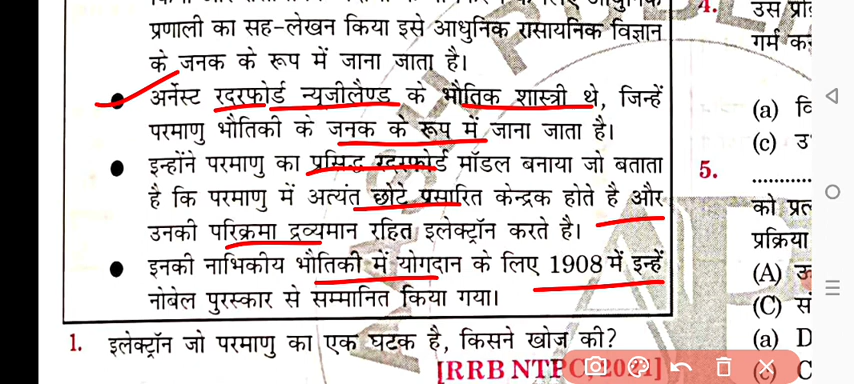 प्रणाली का सह-लेखन किया इसे आधुनिक रासायनिक विज्ञान
के जनक के रूप में जाना जाता है।
● अर्नेस्ट रदरफोर्ड न्यूजीलैण्ड के भौतिक शास्त्री थे, जिन्हें
परमाणु भौतिकी के जनक के रूप में जाना जाता है।
● इन्होंने परमाणु का प्रसिद्ध रदरफोर्ड मॉडल बनाया जो बताता
है कि परमाणु में अत्यंत छोटे प्रसारित केन्द्रक होते है और
उनकी परिक्रमा द्रव्यमान रहित इलेक्ट्रॉन करते है।
● इनकी नाभिकीय भौतिकी में योगदान के लिए 1908 में इन्हें
नोबेल पुरस्कार से सम्मानित किया गया।
1. इलेक्ट्रॉन जो परमाणु का एक घटक है, किसने खोज की?
[RRB NTPC,
4. उस
गर्म
(a)
(c)
5. ..............
को
प्रक्रिया
(A)
(C)
(a) D
(c) C